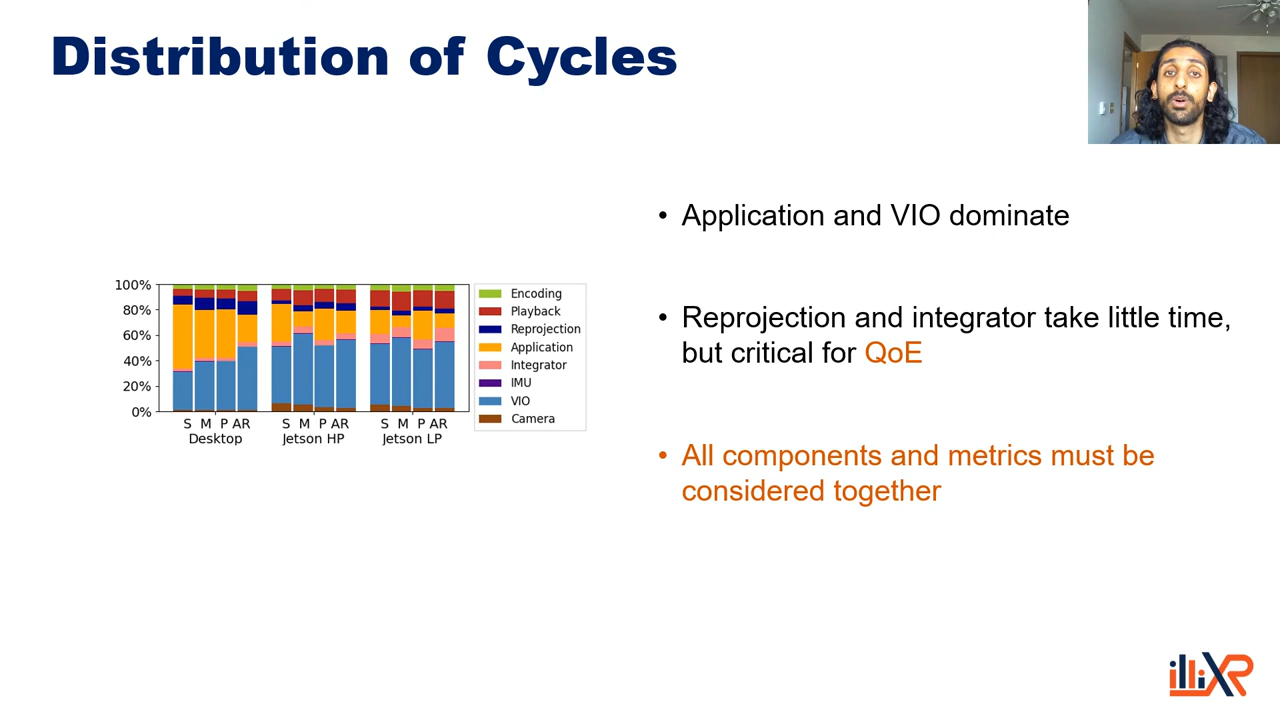 Distribution of Cycles
• Application and VIO dominate
• Reprojection and integrator take little time,
but critical for QoE
• All components and metrics must be
considered together
100%
80%
60%
40%
20%
0%
S M P AR
Desktop
S M P AR
Jetson HP
S M P AR
Jetson LP
Encoding
Playback
Reprojection
Application
Integrator
IMU
VIO
Camera
illiXR